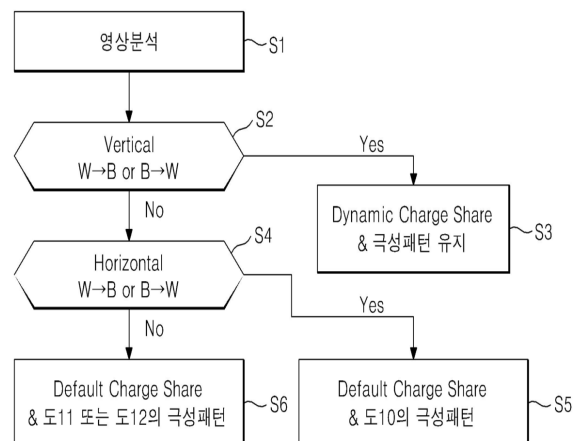 영상분석
S1
S2
Vertical
W→B or B→W
Yes
No
Dynamic Charge Share
& 극성패턴 유지
S3
S4
Horizontal
W→B or B→W
Yes
No
Default Charge Share
& 도11 또는 도12의 극성패턴
S6
Default Charge Share
& 도10의 극성패턴
S5